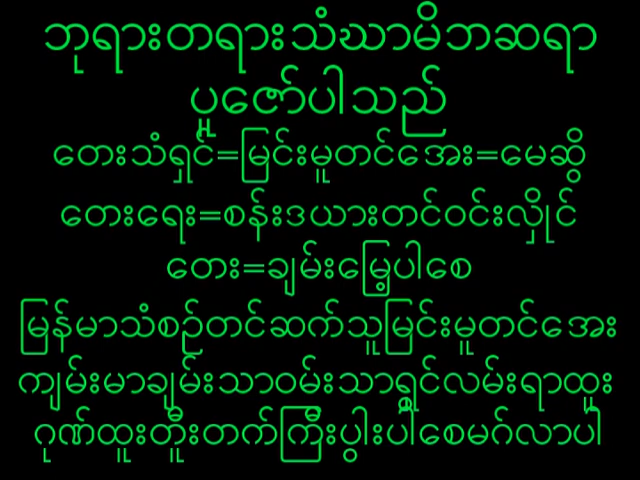 ဘုရားတရားသံဃာမိဘဆရာ
ပူဇော်ပါသည်
တေးသံရှင်=မြင်းမူတင်အေး=မေဆွိ
တေးရေး=စန်းဒယားတင်ဝင်းလှိုင်
တေး=ချမ်းမြေ့ပါစေ
မြန်မာသံစဉ်တင်ဆက်သူမြင်းမူတင်အေး
ကျမ်းမာချမ်းသာဝမ်းသာရွှင်လမ်းရာထူး
ဂုဏ်ထူးတိူးတက်ကြီးပွါးပါစေမင်္ဂလာပါ